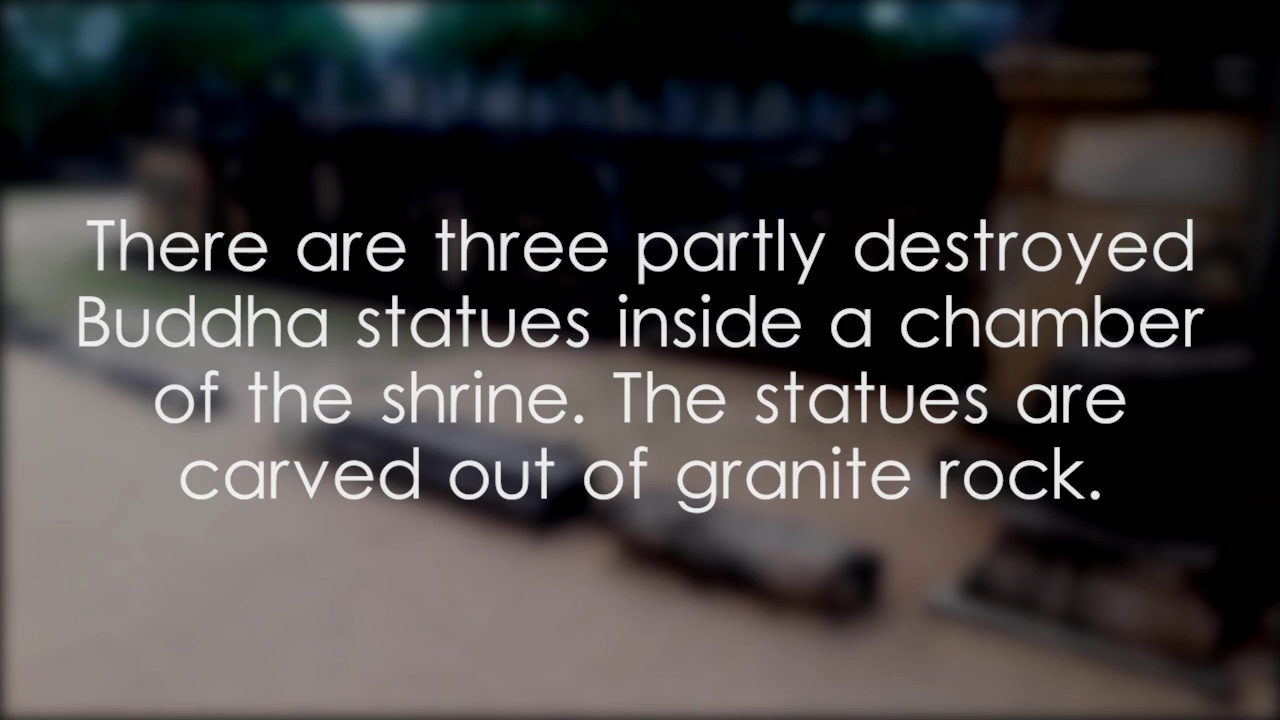 There are three partly destroyed
Buddha statues inside a chamber
of the shrine. The statues are
carved out of granite rock.